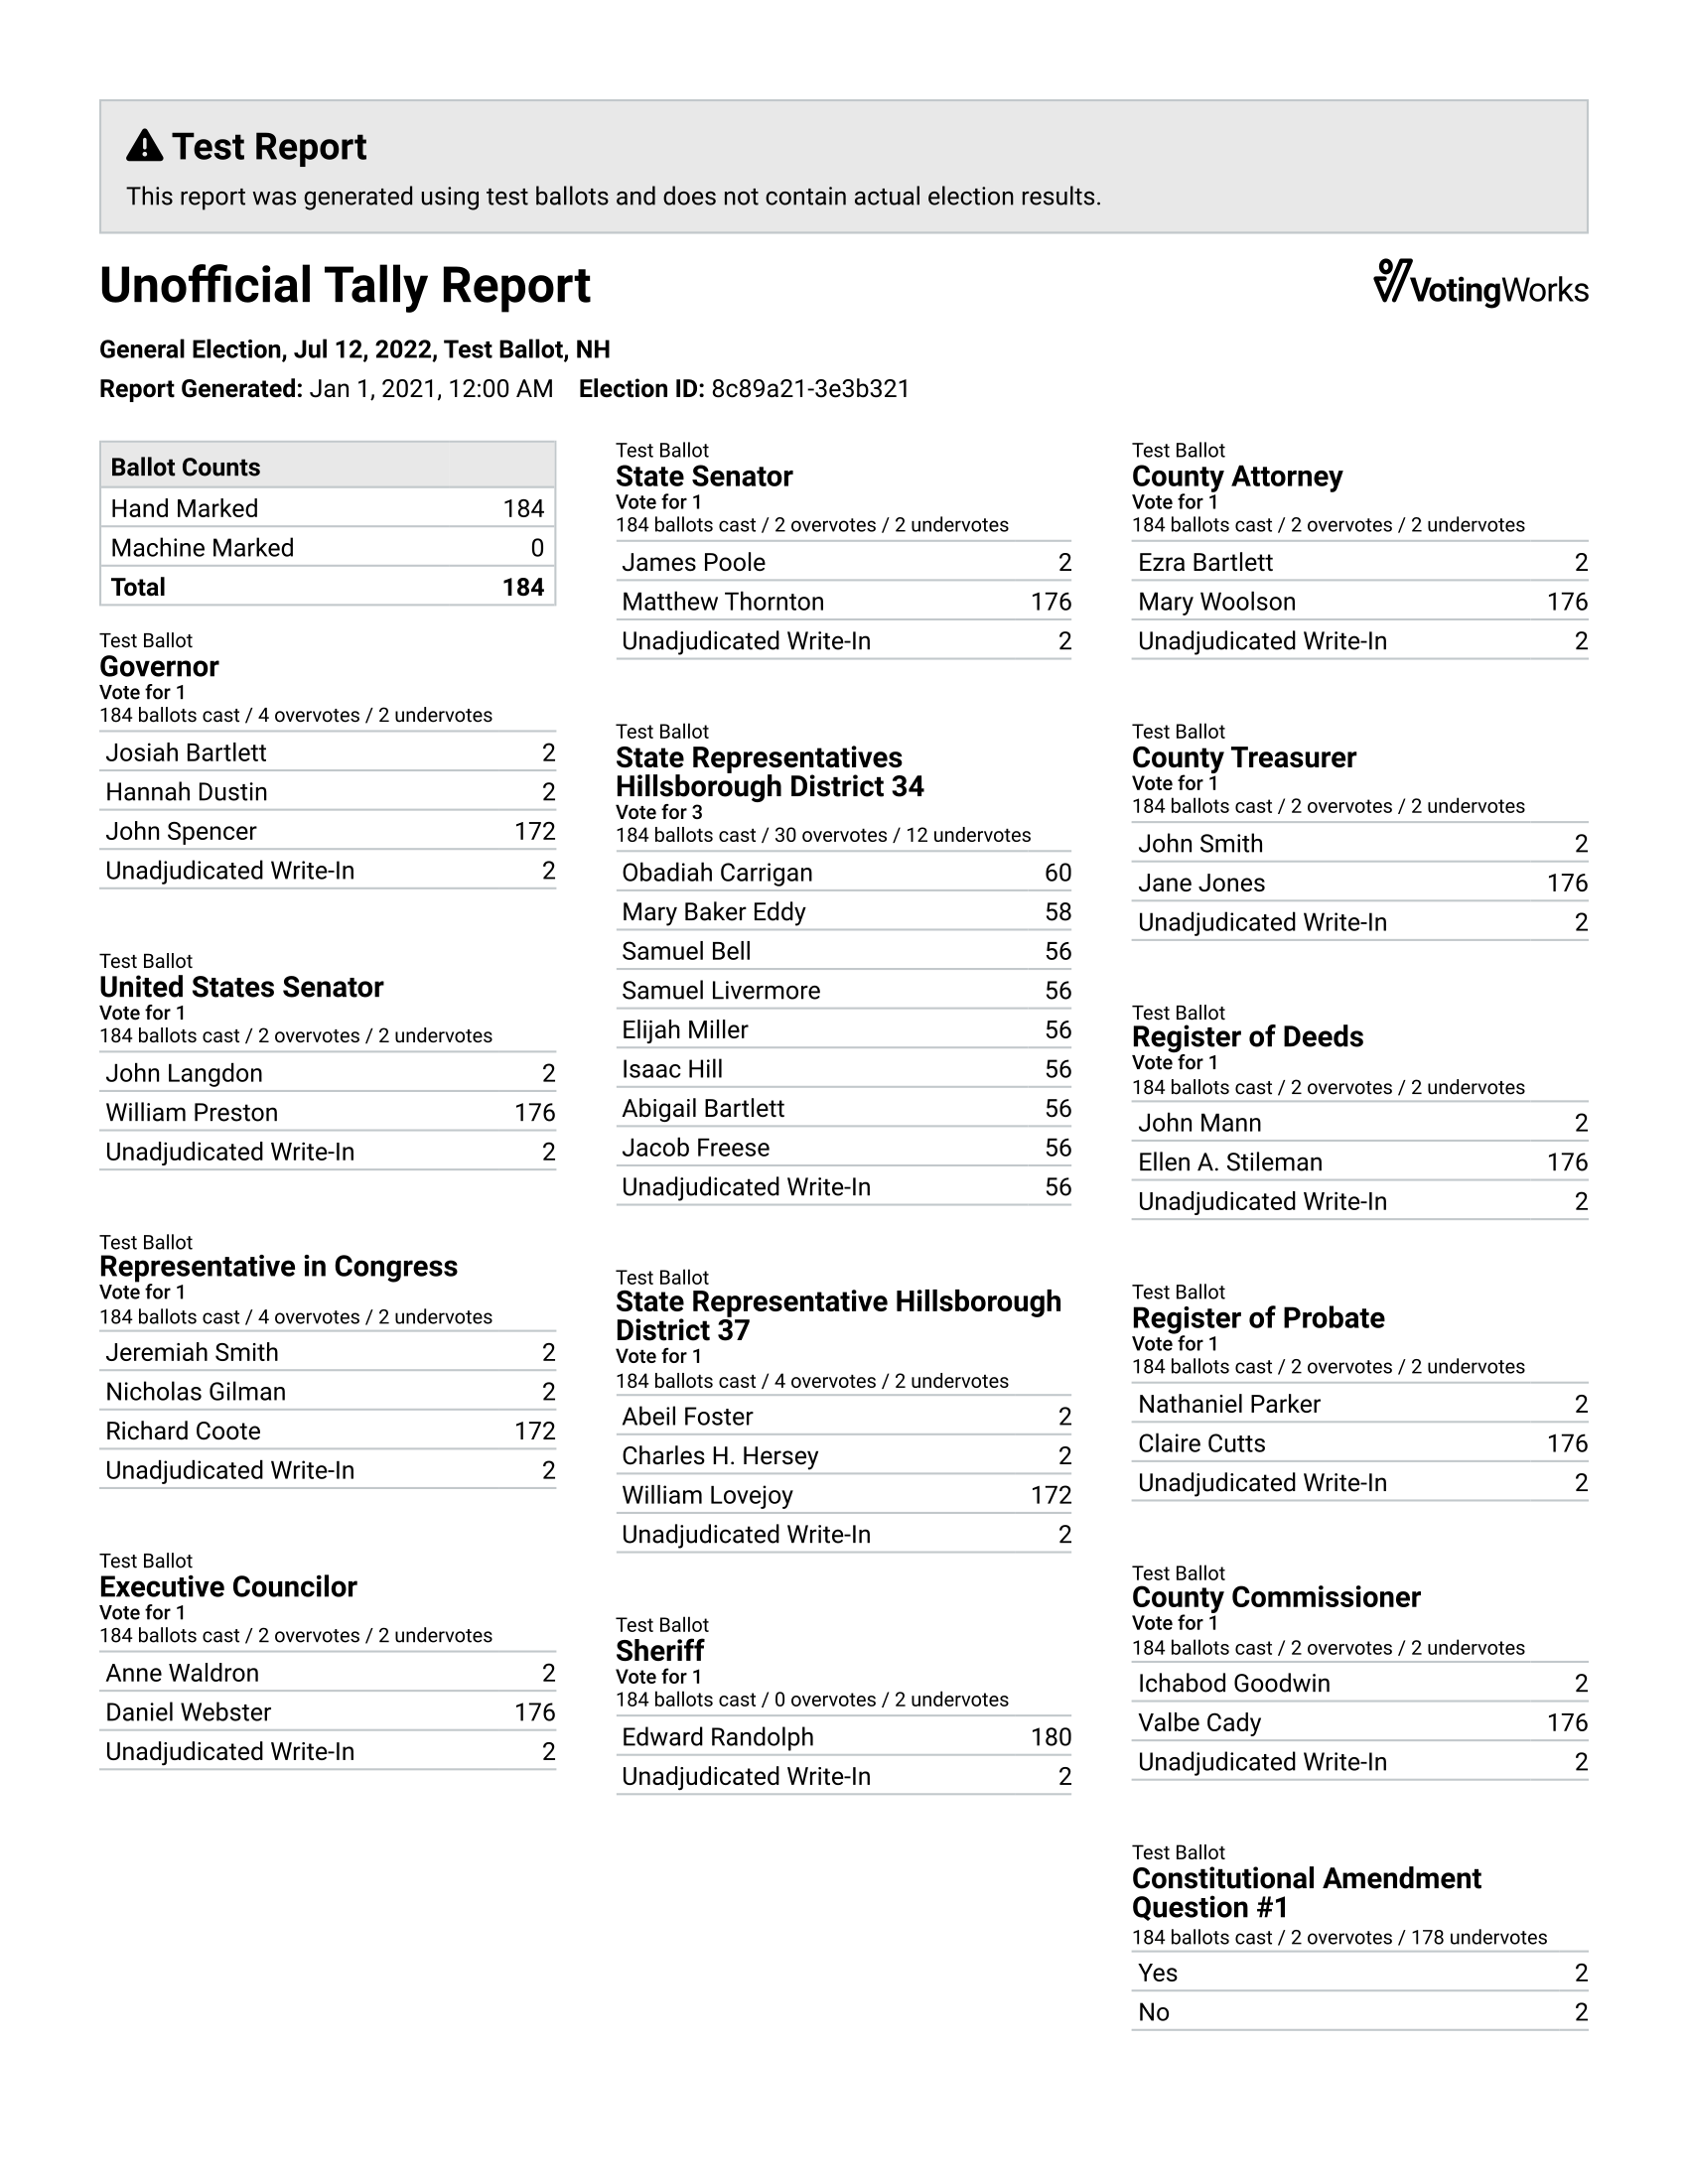 Test Report
This report was generated using test ballots and does not contain actual election results.
Unofficial Tally Report
VotingWorks
General Election, Jul 12, 2022, Test Ballot, NH
Report Generated: Jan 1, 2021, 12:00 AM Election ID: 8c89a21-3e3b321
Ballot Counts
Hand Marked 184
Machine Marked 0
Total 184
Test Ballot
Governor
Vote for 1
184 ballots cast / 4 overvotes / 2 undervotes
Josiah Bartlett 2
Hannah Dustin 2
John Spencer 172
Unadjudicated Write-In 2
Test Ballot
United States Senator
Vote for 1
184 ballots cast / 2 overvotes / 2 undervotes
John Langdon 2
William Preston 176
Unadjudicated Write-In 2
Test Ballot
Representative in Congress
Vote for 1
184 ballots cast / 4 overvotes / 2 undervotes
Jeremiah Smith 2
Nicholas Gilman 2
Richard Coote 172
Unadjudicated Write-In 2
Test Ballot
Executive Councilor
Vote for 1
184 ballots cast / 2 overvotes / 2 undervotes
Anne Waldron 2
Daniel Webster 176
Unadjudicated Write-In 2
Test Ballot
State Senator
Vote for 1
184 ballots cast / 2 overvotes / 2 undervotes
James Poole 2
Matthew Thornton 176
Unadjudicated Write-In 2
Test Ballot
State Representatives
Hillsborough District 34
Vote for 3
184 ballots cast / 30 overvotes / 12 undervotes
Obadiah Carrigan 60
Mary Baker Eddy 58
Samuel Bell 56
Samuel Livermore 56
Elijah Miller 56
Isaac Hill 56
Abigail Bartlett 56
Jacob Freese 56
Unadjudicated Write-In 56
Test Ballot
State Representative Hillsborough
District 37
Vote for 1
184 ballots cast / 4 overvotes / 2 undervotes
Abeil Foster 2
Charles H. Hersey 2
William Lovejoy 172
Unadjudicated Write-In 2
Test Ballot
Sheriff
Vote for 1
184 ballots cast / 0 overvotes / 2 undervotes
Edward Randolph 180
Unadjudicated Write-In 2
Test Ballot
County Attorney
Vote for 1
184 ballots cast / 2 overvotes / 2 undervotes
Ezra Bartlett 2
Mary Woolson 176
Unadjudicated Write-In 2
Test Ballot
County Treasurer
Vote for 1
184 ballots cast / 2 overvotes / 2 undervotes
John Smith 2
Jane Jones 176
Unadjudicated Write-In 2
Test Ballot
Register of Deeds
Vote for 1
184 ballots cast / 2 overvotes / 2 undervotes
John Mann 2
Ellen A. Stileman 176
Unadjudicated Write-In 2
Test Ballot
Register of Probate
Vote for 1
184 ballots cast / 2 overvotes / 2 undervotes
Nathaniel Parker 2
Claire Cutts 176
Unadjudicated Write-In 2
Test Ballot
County Commissioner
Vote for 1
184 ballots cast / 2 overvotes / 2 undervotes
Ichabod Goodwin 2
Valbe Cady 176
Unadjudicated Write-In 2
Test Ballot
Constitutional Amendment
Question #1
184 ballots cast / 2 overvotes / 178 undervotes
Yes 2
No 2